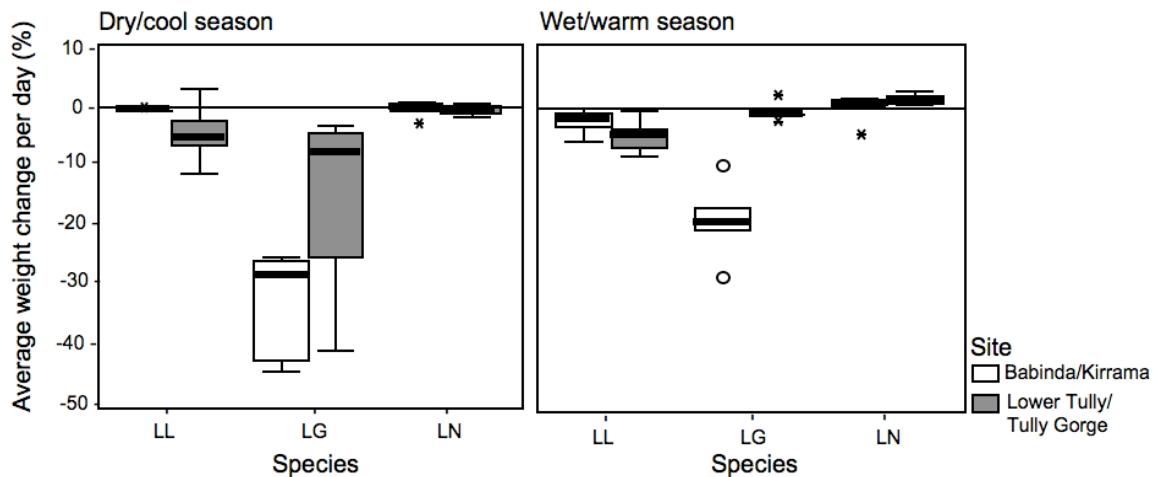 Dry/cool season
Wet/warm season
Average weight change per day (%)
10
0
-10
-20
-30
-40
-50
LL
LG
LN
Species
LL
LG
LN
Species
Site
Babinda/Kirrama
Lower Tully/
Tully Gorge